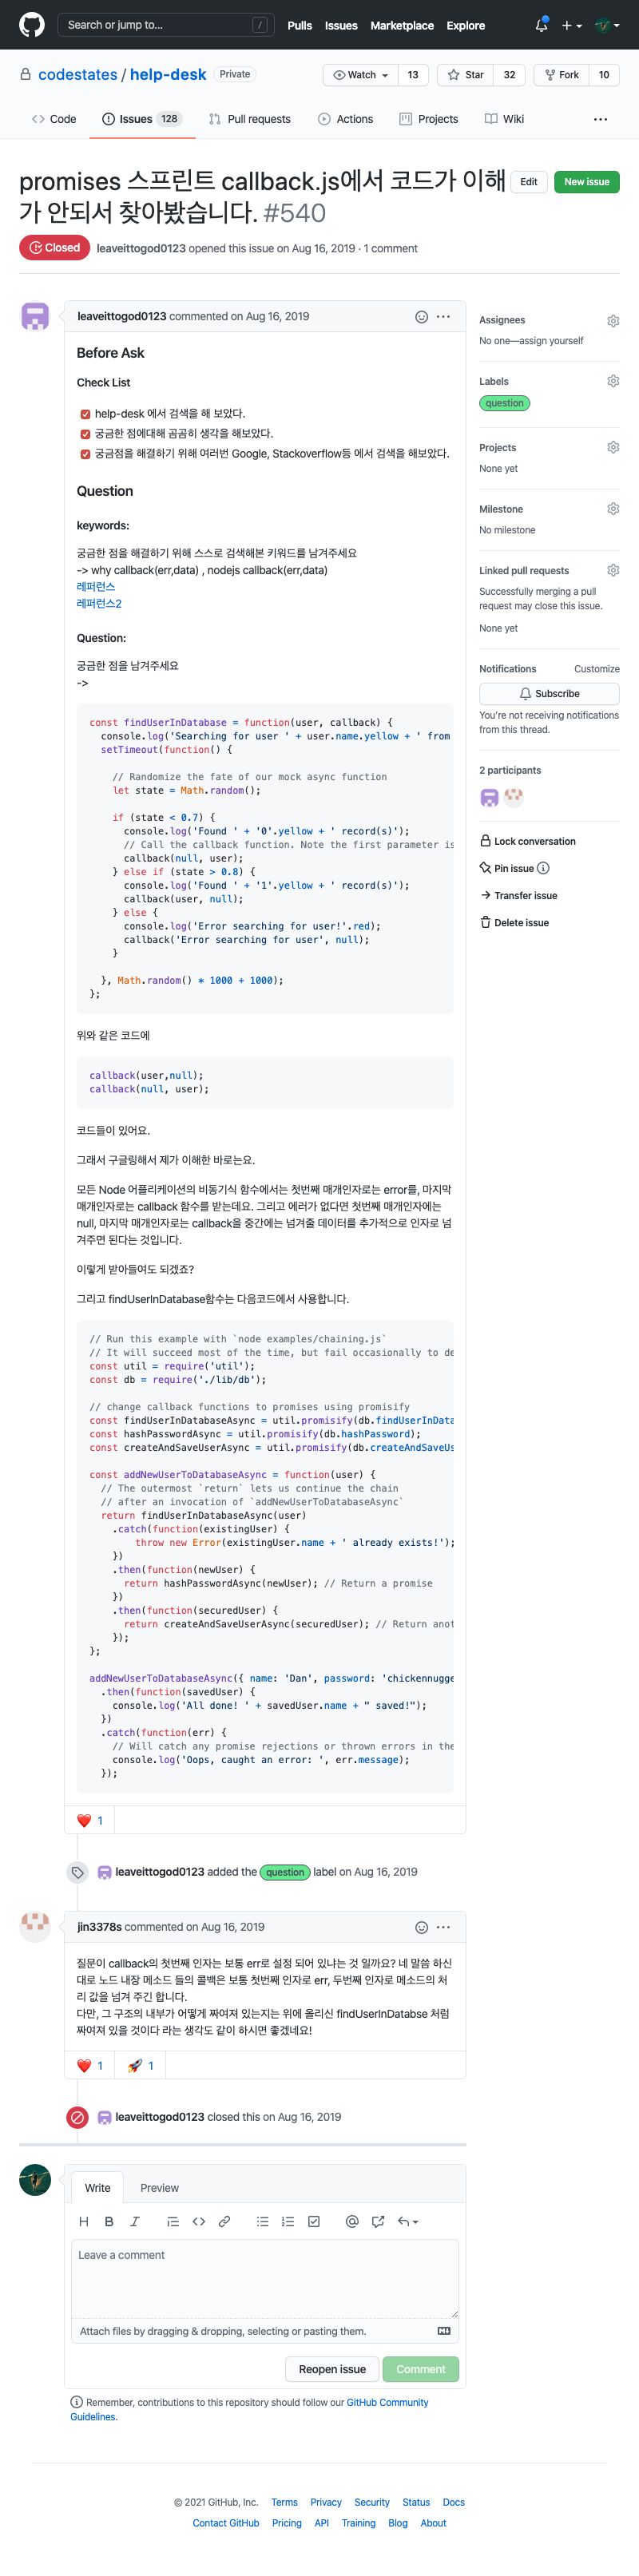 Search or jump to... /
Pulls Issues Marketplace Explore
codestates / help-desk Private
Watch 13 Star 32 Fork 10
Code Issues 128 Pull requests Actions Projects Wiki ...
promises 스프린트 callback.js에서 코드가 이해
가 안되서 찾아봤습니다. #540
Edit New issue
Closed leaveittogod0123 opened this issue on Aug 16, 2019 · 1 comment
leaveittogod0123 commented on Aug 16, 2019
Before Ask
Check List
help-desk 에서 검색을 해 보았다.
궁금한 점에대해 곰곰히 생각을 해보았다.
궁금점을 해결하기 위해 여러번 Google, Stackoverflow등 에서 검색을 해보았다.
Question
keywords:
궁금한 점을 해결하기 위해 스스로 검색해본 키워드를 남겨주세요
-> why callback(err,data) , nodejs callback(err,data)
레퍼런스
레퍼런스2
Question:
궁금한 점을 남겨주세요
->
const findUserInDatabase = function(user, callback) {
console.log('Searching for user ' + user.name.yellow + ' from
setTimeout(function() {
// Randomize the fate of our mock async function
let state = Math.random();
if (state < 0.7) {
console.log('Found ' + '0'.yellow + ' record(s)');
// Call the callback function. Note the first parameter is
callback(null, user);
} else if (state > 0.8) {
console.log('Found ' + '1'.yellow + ' record(s)');
callback(user, null);
} else {
console.log('Error searching for user!'.red);
callback('Error searching for user', null);
}
}, Math.random() * 1000 + 1000);
};
위와 같은 코드에
callback(user,null);
callback(null, user);
코드들이 있어요.
그래서 구글링해서 제가 이해한 바로는요.
모든 Node 어플리케이션의 비동기식 함수에서는 첫번째 매개인자로는 error를, 마지막
매개인자로는 callback 함수를 받는데요. 그리고 에러가 없다면 첫번째 매개인자에는
null, 마지막 매개인자로는 callback을 중간에는 넘겨줄 데이터를 추가적으로 인자로 넘
겨주면 된다는 것입니다.
이렇게 받아들여도 되겠죠?
그리고 findUserInDatabase함수는 다음코드에서 사용합니다.
// Run this example with `node examples/chaining.js`
// It will succeed most of the time, but fail occasionally to de
const util = require('util');
const db = require('./lib/db');
// change callback functions to promises using promisify
const findUserInDatabaseAsync = util.promisify(db.findUserInData
const hashPasswordAsync = util.promisify(db.hashPassword);
const createAndSaveUserAsync = util.promisify(db.createAndSaveUs
const addNewUserToDatabaseAsync = function(user) {
// The outermost `return` lets us continue the chain
// after an invocation of `addNewUserToDatabaseAsync`
return findUserInDatabaseAsync(user)
.catch(function(existingUser) {
throw new Error(existingUser.name + ' already exists!');
})
.then(function(newUser) {
return hashPasswordAsync(newUser); // Return a promise
})
.then(function(securedUser) {
return createAndSaveUserAsync(securedUser); // Return anot
});
};
addNewUserToDatabaseAsync({ name: 'Dan', password: 'chickennugge
.then(function(savedUser) {
console.log('All done! ' + savedUser.name + " saved!");
})
.catch(function(err) {
// Will catch any promise rejections or thrown errors in the
console.log('Oops, caught an error: ', err.message);
});
❤️ 1
leaveittogod0123 added the question label on Aug 16, 2019
jin3378s commented on Aug 16, 2019
질문이 callback의 첫번째 인자는 보통 err로 설정 되어 있냐는 것 일까요? 네 말씀 하신
대로 노드 내장 메소드 들의 콜백은 보통 첫번째 인자로 err, 두번째 인자로 메소드의 처
리 값을 넘겨 주긴 합니다.
다만, 그 구조의 내부가 어떻게 짜여져 있는지는 위에 올리신 findUserInDatabse 처럼
짜여져 있을 것이다 라는 생각도 같이 하시면 좋겠네요!
❤️ 1 🚀 1
leaveittogod0123 closed this on Aug 16, 2019
Write Preview
Leave a comment
Attach files by dragging & dropping, selecting or pasting them.
Reopen issue Comment
Remember, contributions to this repository should follow our GitHub Community
Guidelines.
Assignees
No one—assign yourself
Labels
question
Projects
None yet
Milestone
No milestone
Linked pull requests
Successfully merging a pull
request may close this issue.
None yet
Notifications Customize
Subscribe
You're not receiving notifications
from this thread.
2 participants
Lock conversation
Pin issue
Transfer issue
Delete issue
© 2021 GitHub, Inc. Terms Privacy Security Status Docs
Contact GitHub Pricing API Training Blog About